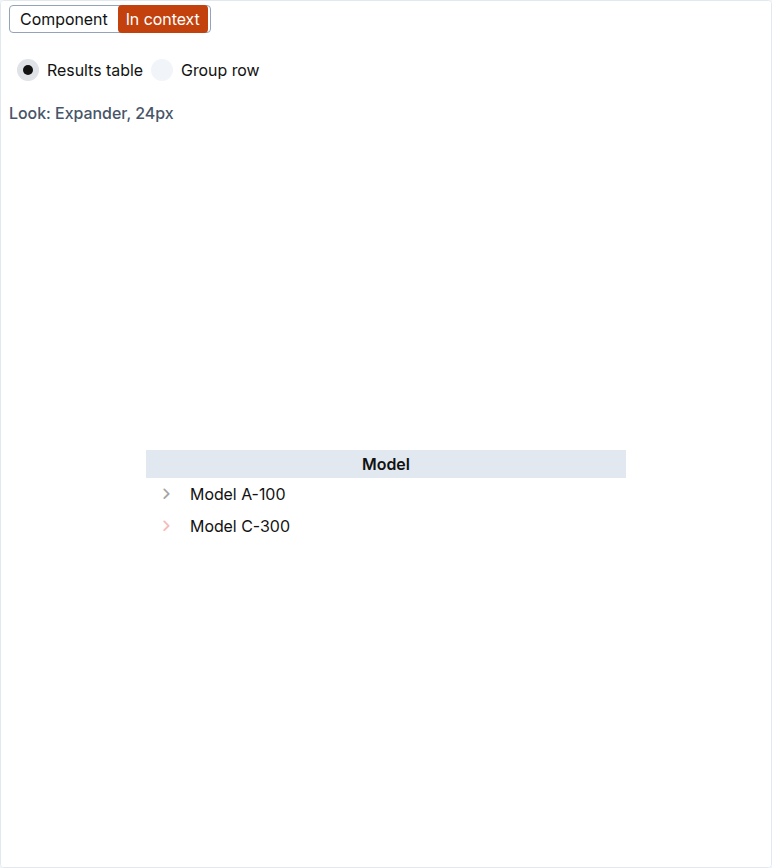 Component In context
Results table Group row
Look: Expander, 24px
Model
Model A-100
Model C-300